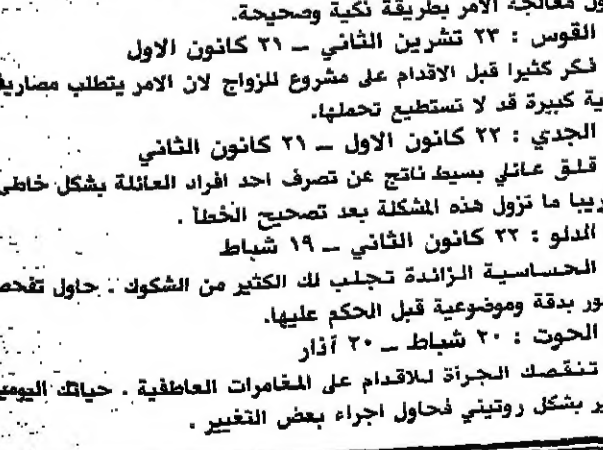 معالجة الامر بطريقة ذكية وصحيحة.
القوس : ٢٣ تشرين الثاني – ٢١ كانون الاول
فكر كثيرا قبل الاقدام على مشروع للزواج لان الامر يتطلب مصاريف
كبيرة قد لا تستطيع تحملها.
الجدي : ٢٢ كانون الاول – ٢١ كانون الثاني
قلق عائلي بسيط ناتج عن تصرف احد افراد العائلة بشكل خاطئ
ما تزول هذه المشكلة بعد تصحيح الخطأ .
الدلو : ٢٢ كانون الثاني – ١٩ شباط
الحساسية الزائدة تجلب لك الكثير من الشكوك . حاول تفحص
بدقة وموضوعية قبل الحكم عليها.
الحوت : ٢٠ شباط – ٢٠ آذار
تنقصك الجرأة للاقدام على المغامرات العاطفية . حياتك اليومية
بشكل روتيني فحاول اجراء بعض التغيير .